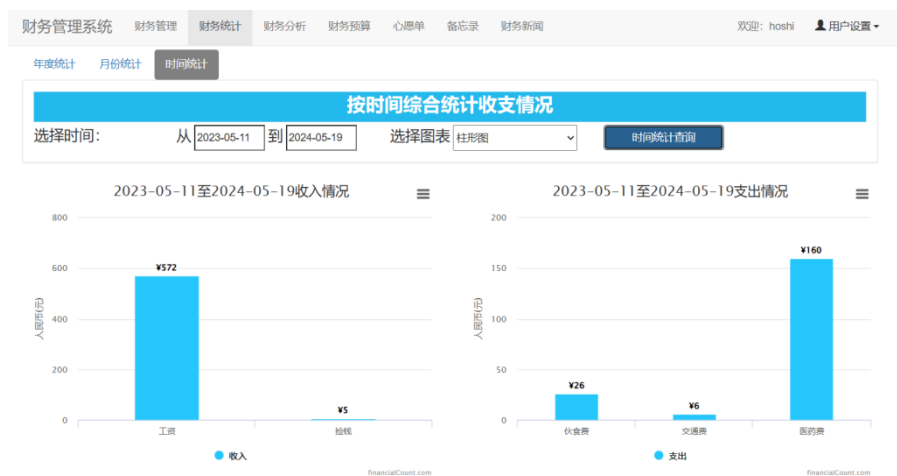 财务管理系统 财务管理 财务统计 财务分析 财务预算 心愿单 备忘录 财务新闻 欢迎：hoshi 用户设置
年度统计 月份统计 时间统计
按时间综合统计收支情况
选择时间： 从 2023-05-11 到 2024-05-19 选择图表 柱形图 时间统计查询
2023-05-11至2024-05-19收入情况
800
600
400
200
0
人民币(元)
¥572
¥5
工资 捡钱
收入
financialCount.com
2023-05-11至2024-05-19支出情况
200
150
100
50
0
人民币(元)
¥26
¥6
¥160
伙食费 交通费 医药费
支出
financialCount.com